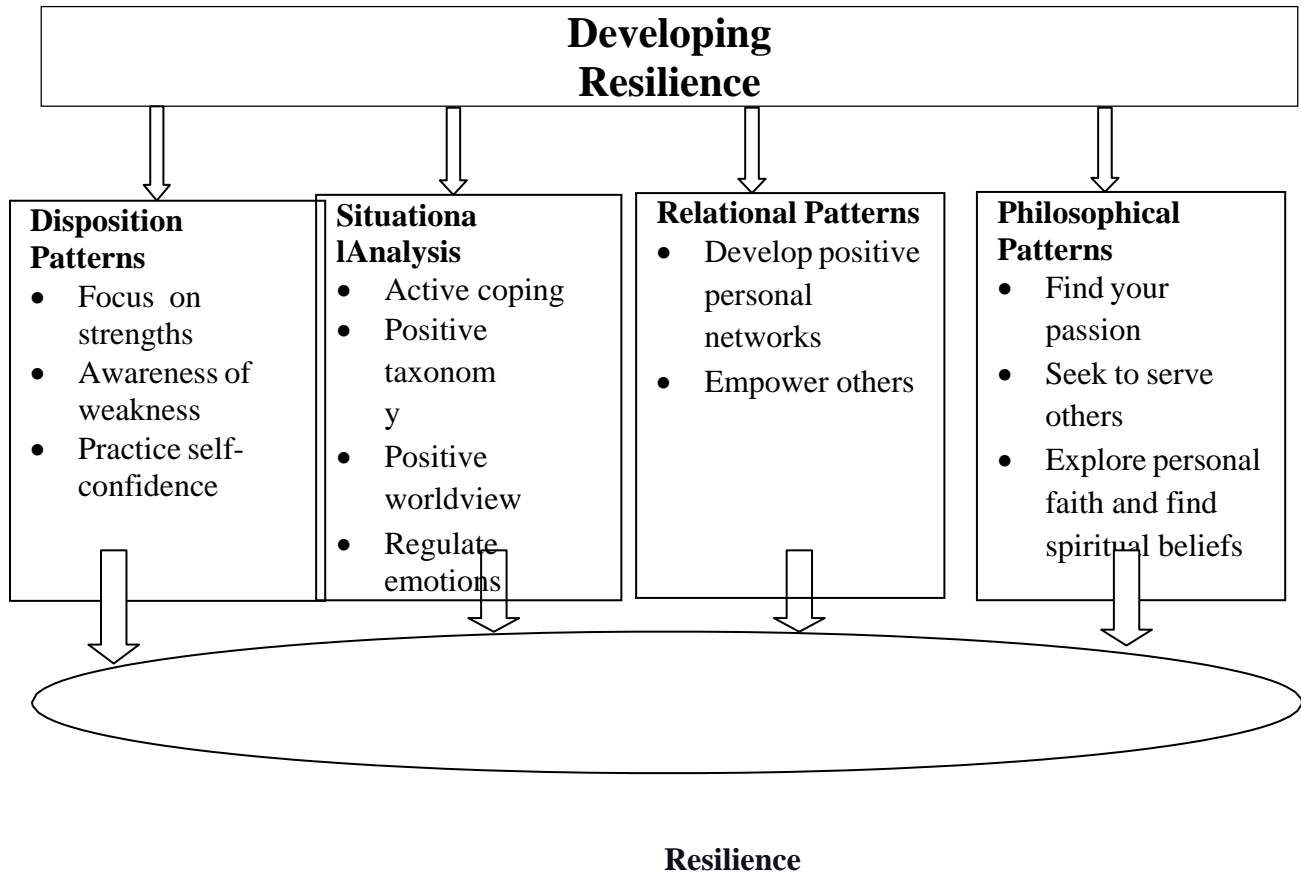 Developing
Resilience
Disposition
Patterns
• Focus on
strengths
• Awareness of
weakness
• Practice self-
confidence
Situationa
lAnalysis
• Active coping
• Positive
taxonom
y
• Positive
worldview
• Regulate
emotions
Relational Patterns
• Develop positive
personal
networks
• Empower others
Philosophical
Patterns
• Find your
passion
• Seek to serve
others
• Explore personal
faith and find
spiritual beliefs
Resilience